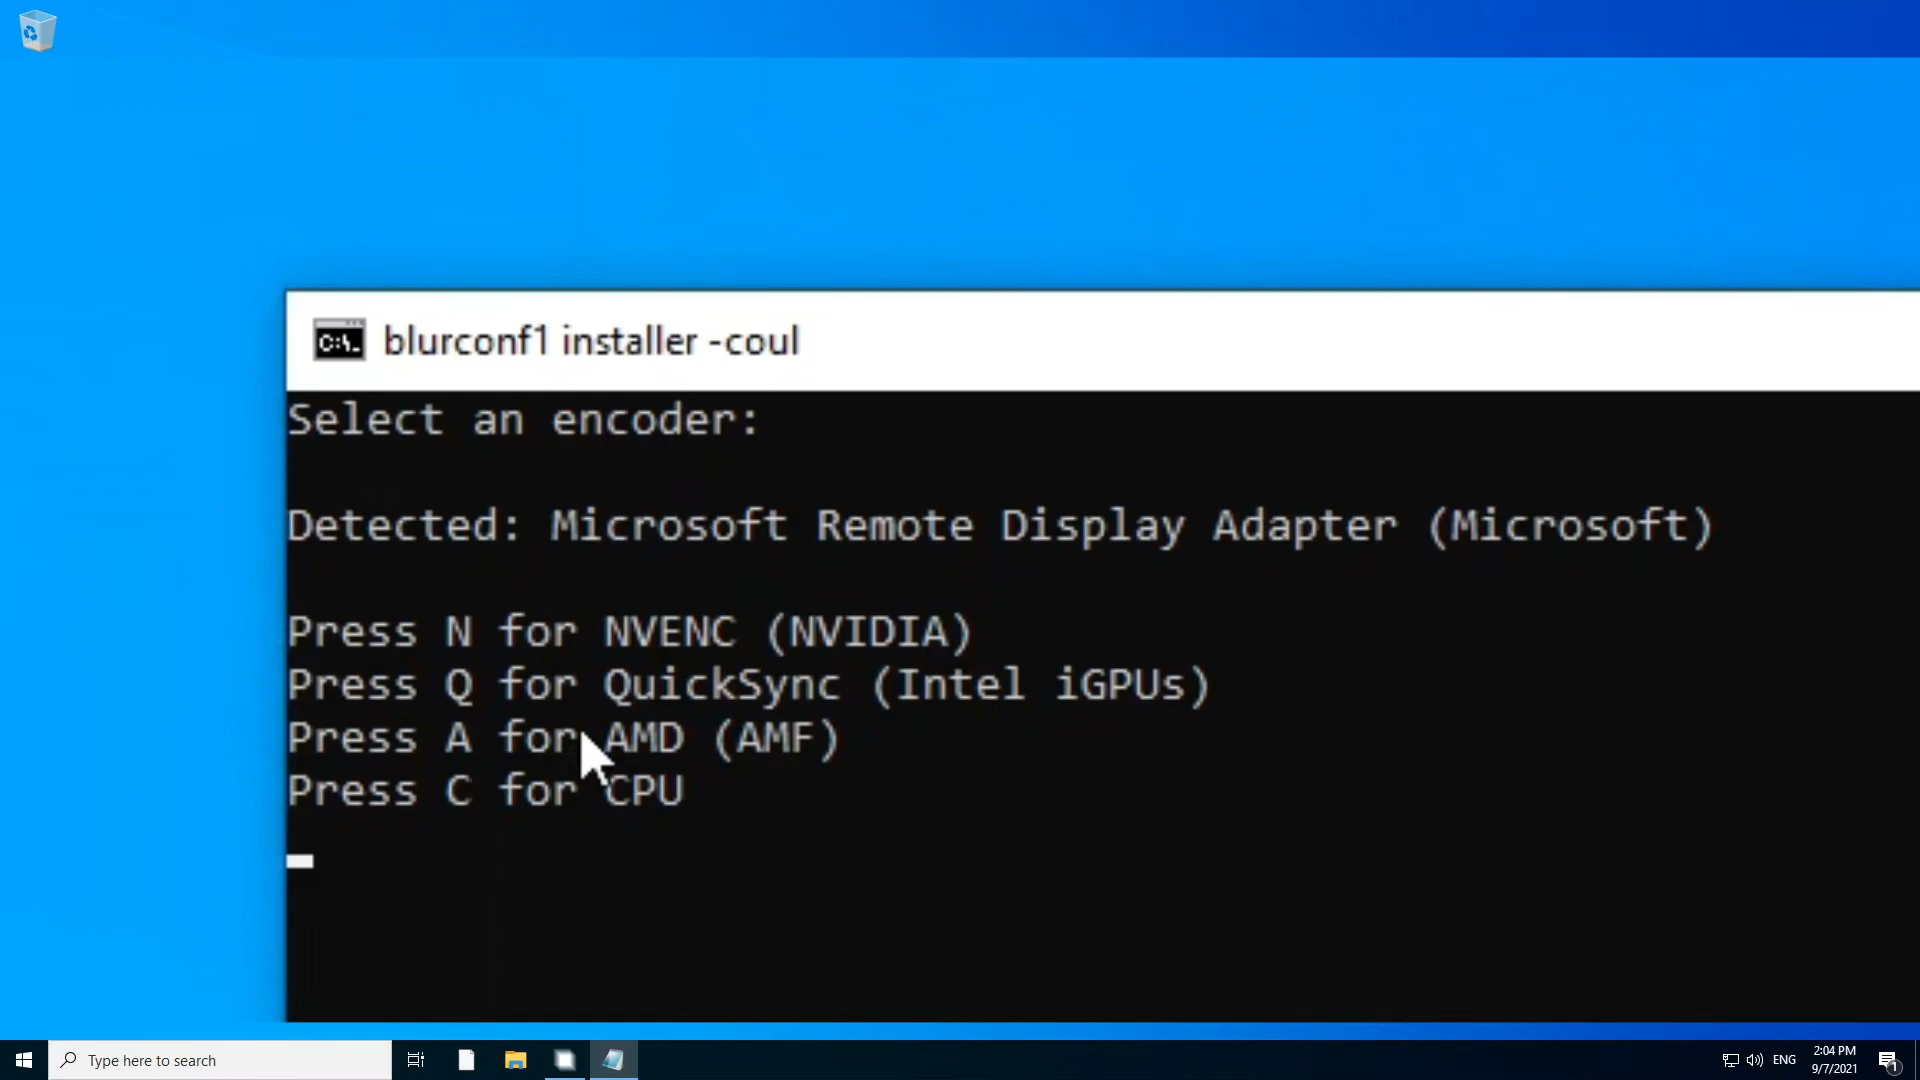 blurconf1 installer -coul
Select an encoder:
Detected: Microsoft Remote Display Adapter (Microsoft)
Press N for NVENC (NVIDIA)
Press Q for QuickSync (Intel iGPUs)
Press A for AMD (AMF)
Press C for CPU
Type here to search
ENG
2:04 PM
9/7/2021
1